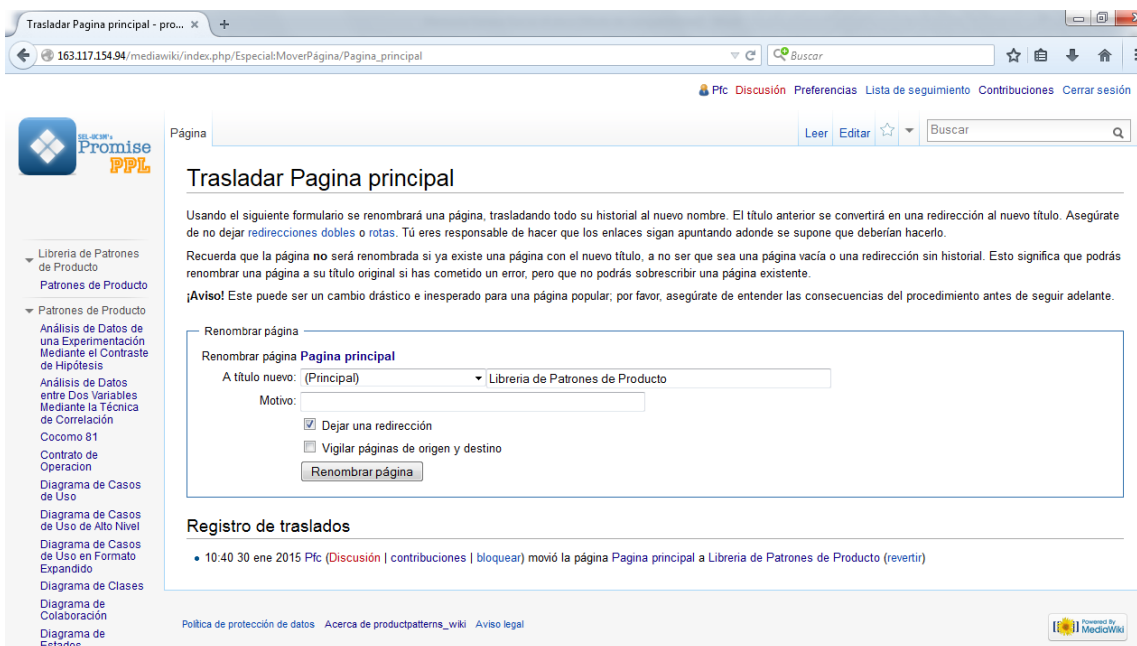 Trasladar Pagina principal - pro...
163.117.154.94/mediawiki/index.php/Especial:MoverPágina/Pagina_principal
Buscar
Pfc Discusión Preferencias Lista de seguimiento Contribuciones Cerrar sesión
SEL-UC3M's
Promise
PPL
Página
Leer Editar
Buscar
Libreria de Patrones
de Producto
Patrones de Producto
Patrones de Producto
Análisis de Datos de
una Experimentación
Mediante el Contraste
de Hipótesis
Análisis de Datos
entre Dos Variables
Mediante la Técnica
de Correlación
Cocomo 81
Contrato de
Operacion
Diagrama de Casos
de Uso
Diagrama de Casos
de Uso de Alto Nivel
Diagrama de Casos
de Uso en Formato
Expandido
Diagrama de Clases
Diagrama de
Colaboración
Diagrama de
Estados
Trasladar Pagina principal
Usando el siguiente formulario se renombrará una página, trasladando todo su historial al nuevo nombre. El título anterior se convertirá en una redirección al nuevo título. Asegúrate
de no dejar redirecciones dobles o rotas. Tú eres responsable de hacer que los enlaces sigan apuntando adonde se supone que deberían hacerlo.
Recuerda que la página no será renombrada si ya existe una página con el nuevo título, a no ser que sea una página vacía o una redirección sin historial. Esto significa que podrás
renombrar una página a su título original si has cometido un error, pero que no podrás sobrescribir una página existente.
¡Aviso! Este puede ser un cambio drástico e inesperado para una página popular; por favor, asegúrate de entender las consecuencias del procedimiento antes de seguir adelante.
Renombrar página
Renombrar página Pagina principal
A título nuevo: (Principal) Libreria de Patrones de Producto
Motivo:
Dejar una redirección
Vigilar páginas de origen y destino
Renombrar página
Registro de traslados
10:40 30 ene 2015 Pfc (Discusión | contribuciones | bloquear) movió la página Pagina principal a Libreria de Patrones de Producto (revertir)
Política de protección de datos Acerca de productpatterns_wiki Aviso legal
Powered By
MediaWiki